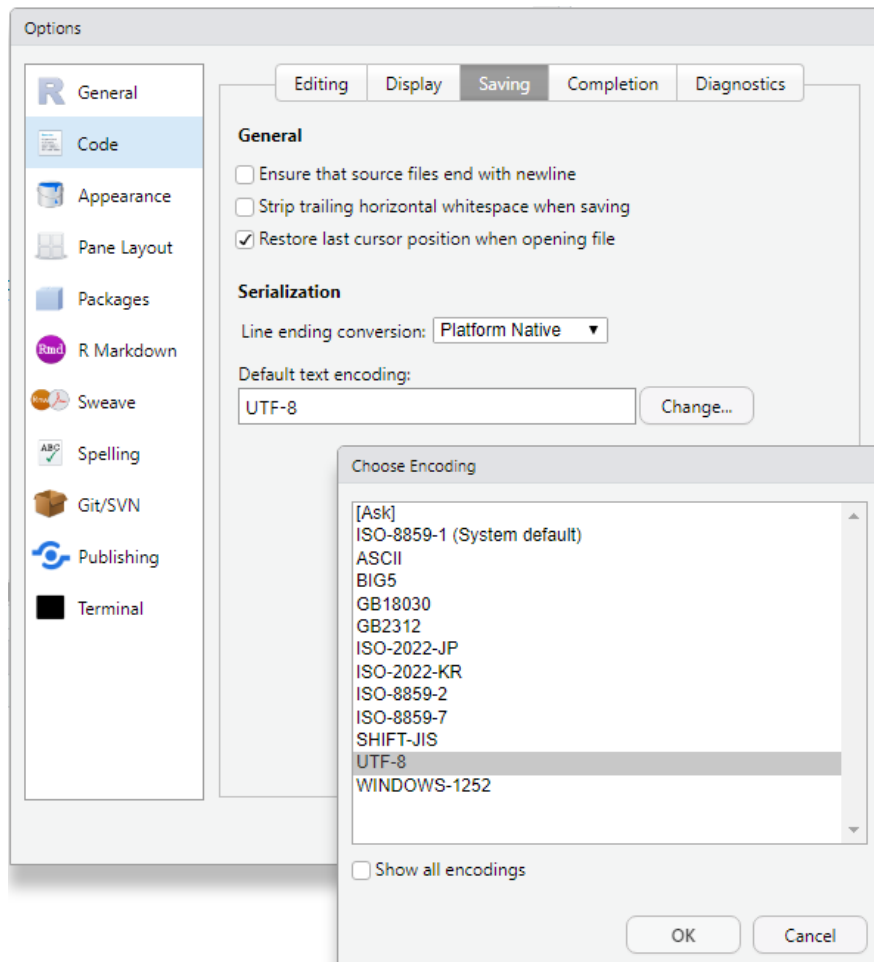 Options
General
Code
Appearance
Pane Layout
Packages
Rmd R Markdown
Sweave
ABC Spelling
Git/SVN
Publishing
Terminal
Editing Display Saving Completion Diagnostics
General
Ensure that source files end with newline
Strip trailing horizontal whitespace when saving
Restore last cursor position when opening file
Serialization
Line ending conversion: Platform Native
Default text encoding:
UTF-8 Change...
Choose Encoding
[Ask]
ISO-8859-1 (System default)
ASCII
BIG5
GB18030
GB2312
ISO-2022-JP
ISO-2022-KR
ISO-8859-2
ISO-8859-7
SHIFT-JIS
UTF-8
WINDOWS-1252
Show all encodings
OK Cancel